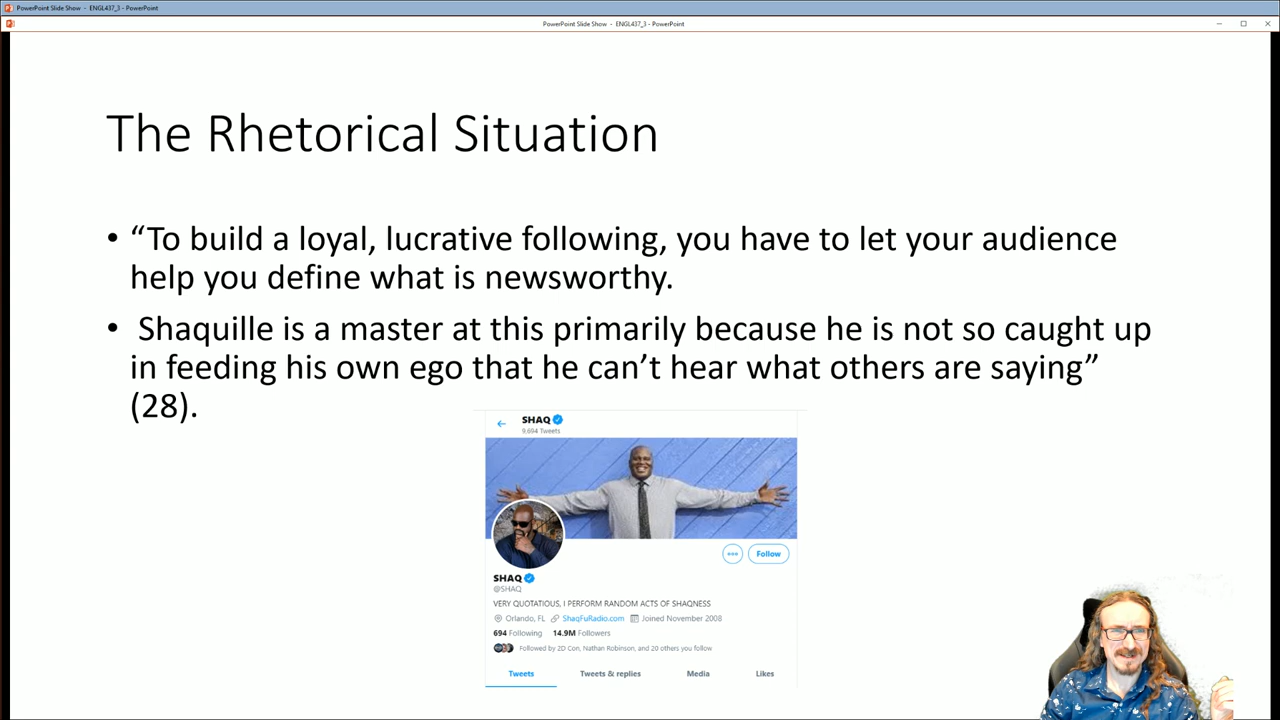 PowerPoint Slide Show - ENGL437_3 - PowerPoint
PowerPoint Slide Show - ENGL437_3 - PowerPoint
The Rhetorical Situation
• “To build a loyal, lucrative following, you have to let your audience
help you define what is newsworthy.
• Shaquille is a master at this primarily because he is not so caught up
in feeding his own ego that he can’t hear what others are saying”
(28).
SHAQ
9,694 Tweets
Follow
SHAQ
@SHAQ
VERY QUOTATIOUS, I PERFORM RANDOM ACTS OF SHAQNESS
Orlando, FL ShaqFuRadio.com Joined November 2008
694 Following 14.9M Followers
Followed by 2D Con, Nathan Robinson, and 20 others you follow
Tweets Tweets & replies Media Likes